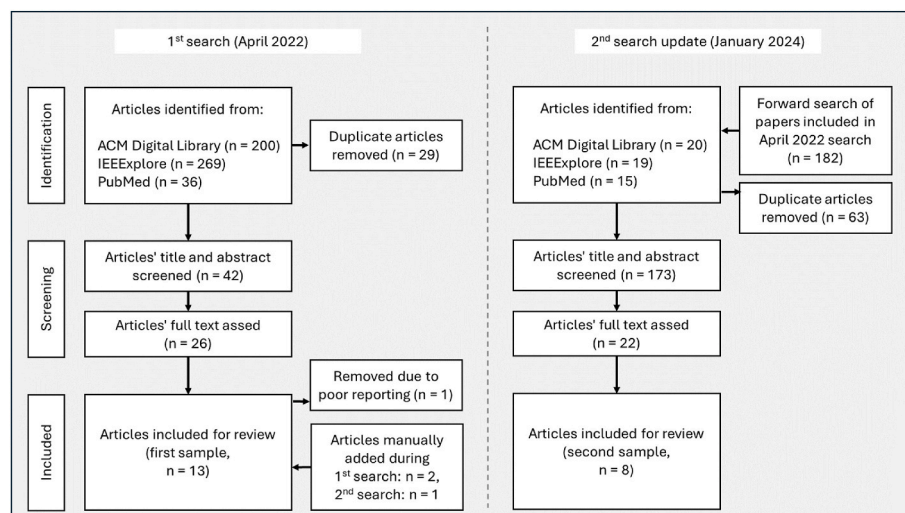 1st search (April 2022)
2nd search update (January 2024)
Identification
Articles identified from:
ACM Digital Library (n = 200)
IEEExplore (n = 269)
PubMed (n = 36)
Duplicate articles
removed (n = 29)
Articles identified from:
ACM Digital Library (n = 20)
IEEExplore (n = 19)
PubMed (n = 15)
Forward search of
papers included in
April 2022 search
(n = 182)
Duplicate articles
removed (n = 63)
Screening
Articles' title and abstract
screened (n = 42)
Articles' full text assed
(n = 26)
Articles' title and abstract
screened (n = 173)
Articles' full text assed
(n = 22)
Included
Removed due to
poor reporting (n = 1)
Articles included for review
(first sample,
n = 13)
Articles manually
added during
1st search: n = 2,
2nd search: n = 1
Articles included for review
(second sample,
n = 8)